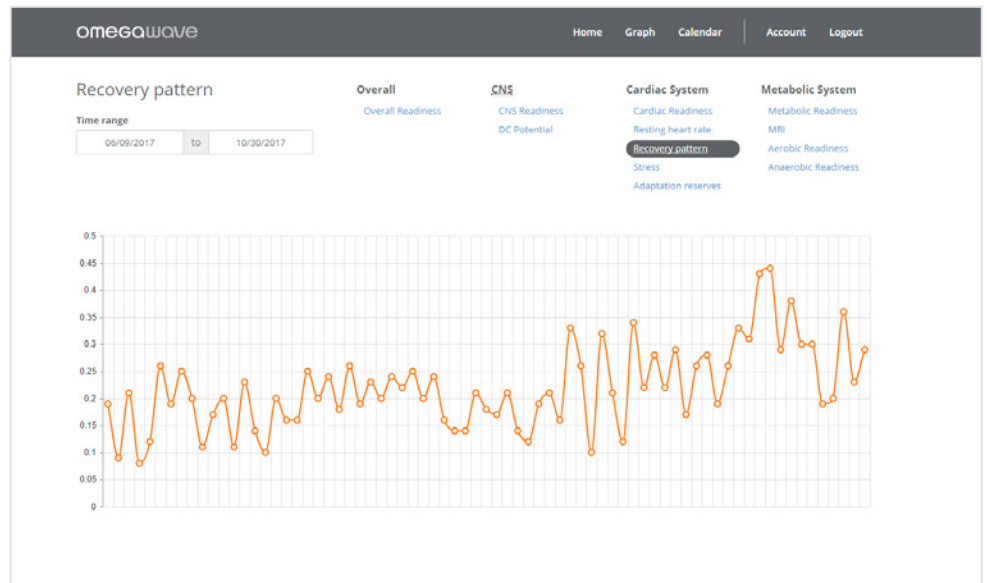 omegawave
Home Graph Calendar Account Logout
Recovery pattern
Time range
06/09/2017 to 10/30/2017
Overall
Overall Readiness
CNS
CNS Readiness
DC Potential
Cardiac System
Cardiac Readiness
Resting heart rate
Recovery pattern
Stress
Adaptation reserves
Metabolic System
Metabolic Readiness
MRI
Aerobic Readiness
Anaerobic Readiness
0.5
0.45
0.4
0.35
0.3
0.25
0.2
0.15
0.1
0.05
0